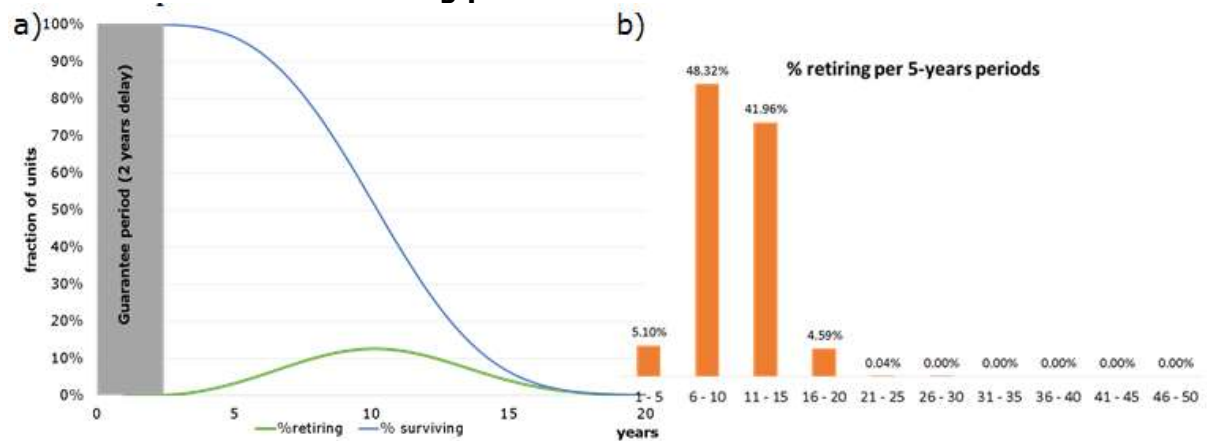 a)
100%
90%
80%
70%
60%
50%
40%
30%
20%
10%
0%
fraction of units
Guarantee period (2 years delay)
0 5 10 15 20
years
%retiring % surviving
b)
% retiring per 5-years periods
5.10%
48.32%
41.96%
4.59%
0.04%
0.00%
0.00%
0.00%
0.00%
0.00%
1 - 5 6 - 10 11 - 15 16 - 20 21 - 25 26 - 30 31 - 35 36 - 40 41 - 45 46 - 50